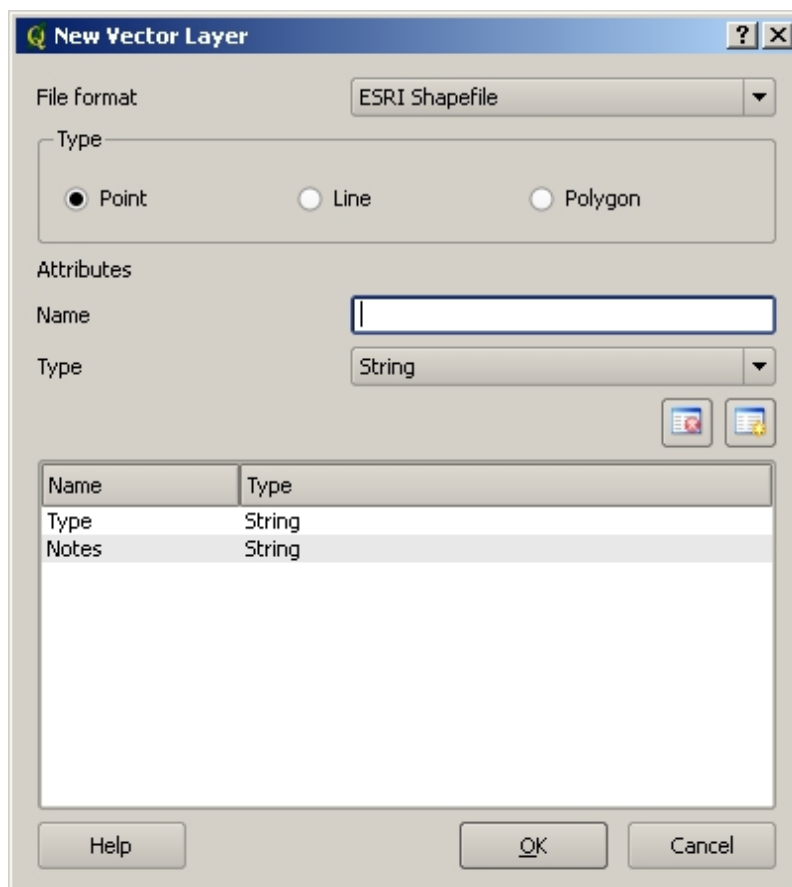 New Vector Layer
File format ESRI Shapefile
Type
Point Line Polygon
Attributes
Name
Type String
Name Type
Type String
Notes String
Help OK Cancel